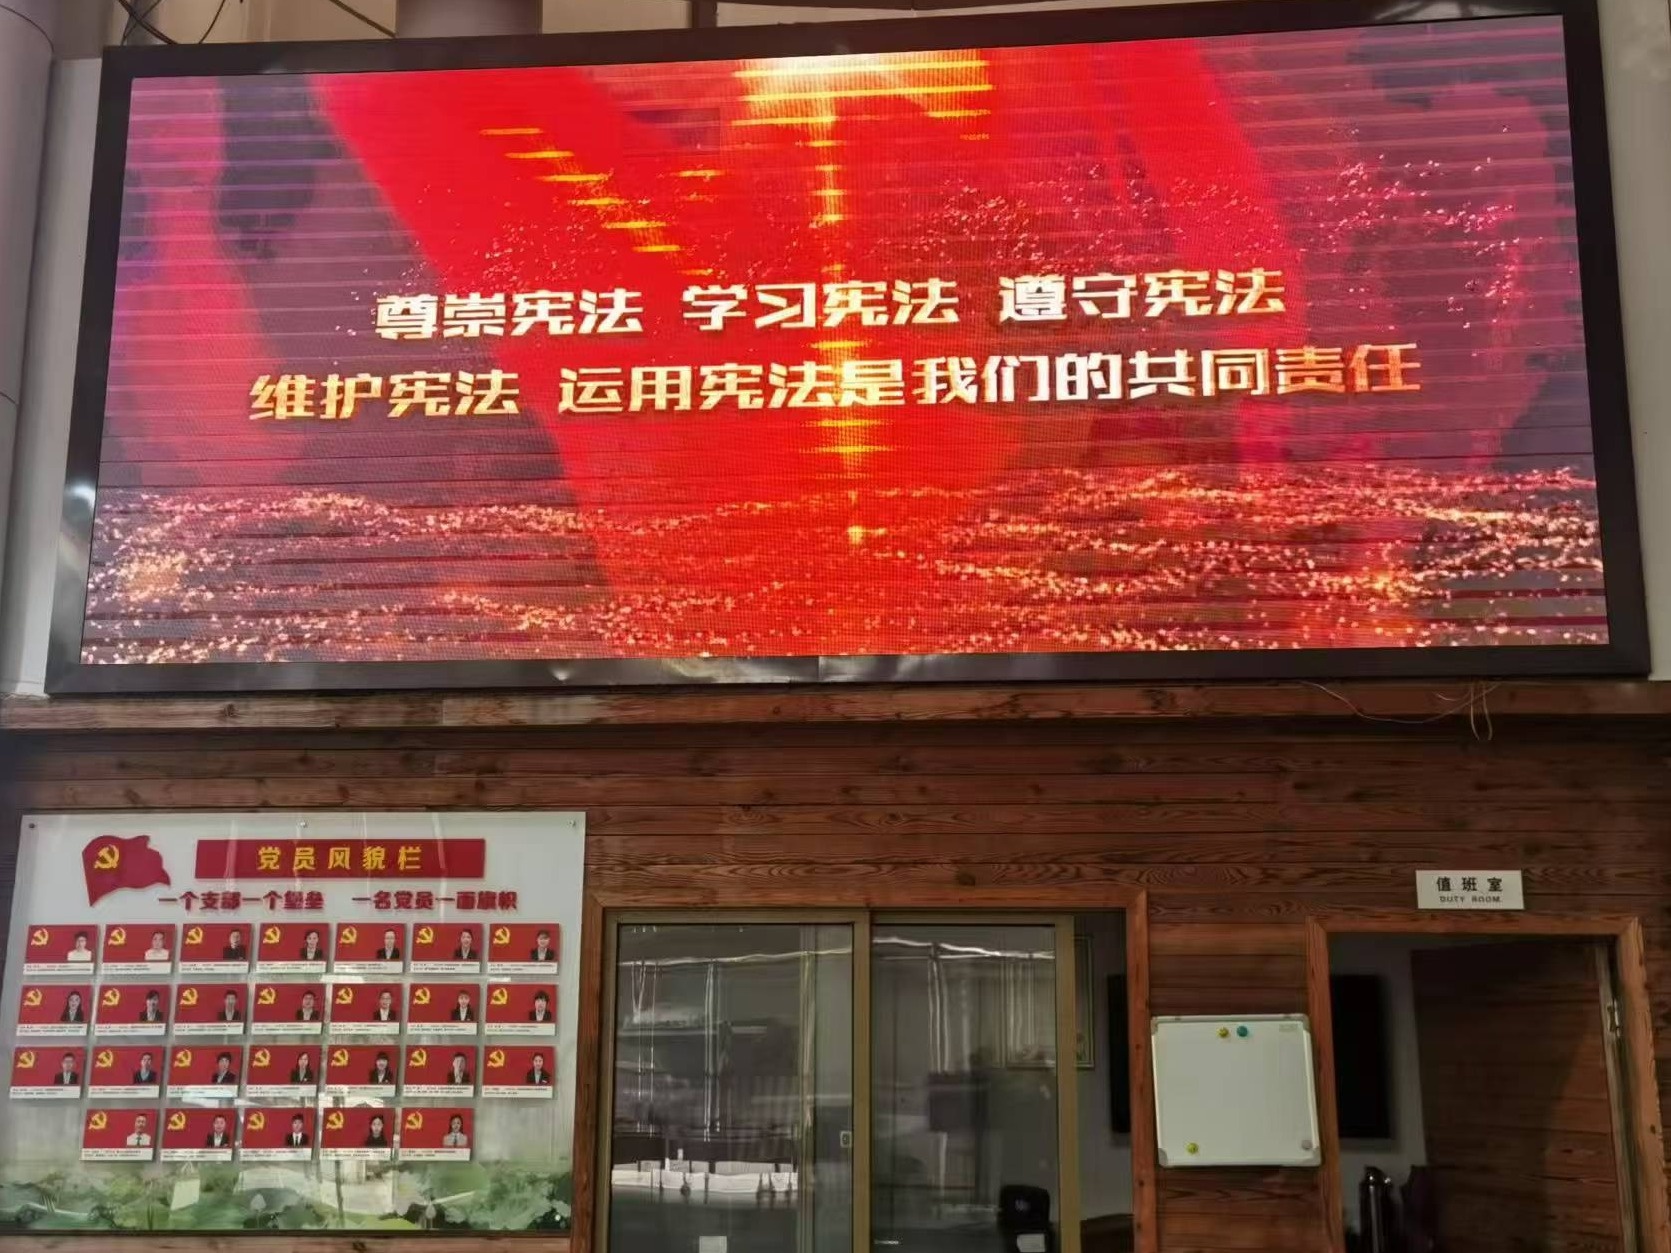 尊崇宪法 学习宪法 遵守宪法
维护宪法 运用宪法是我们的共同责任
党员风貌栏
一个支部一个堡垒 一名党员一面旗帜
值班室
DUTY ROOM